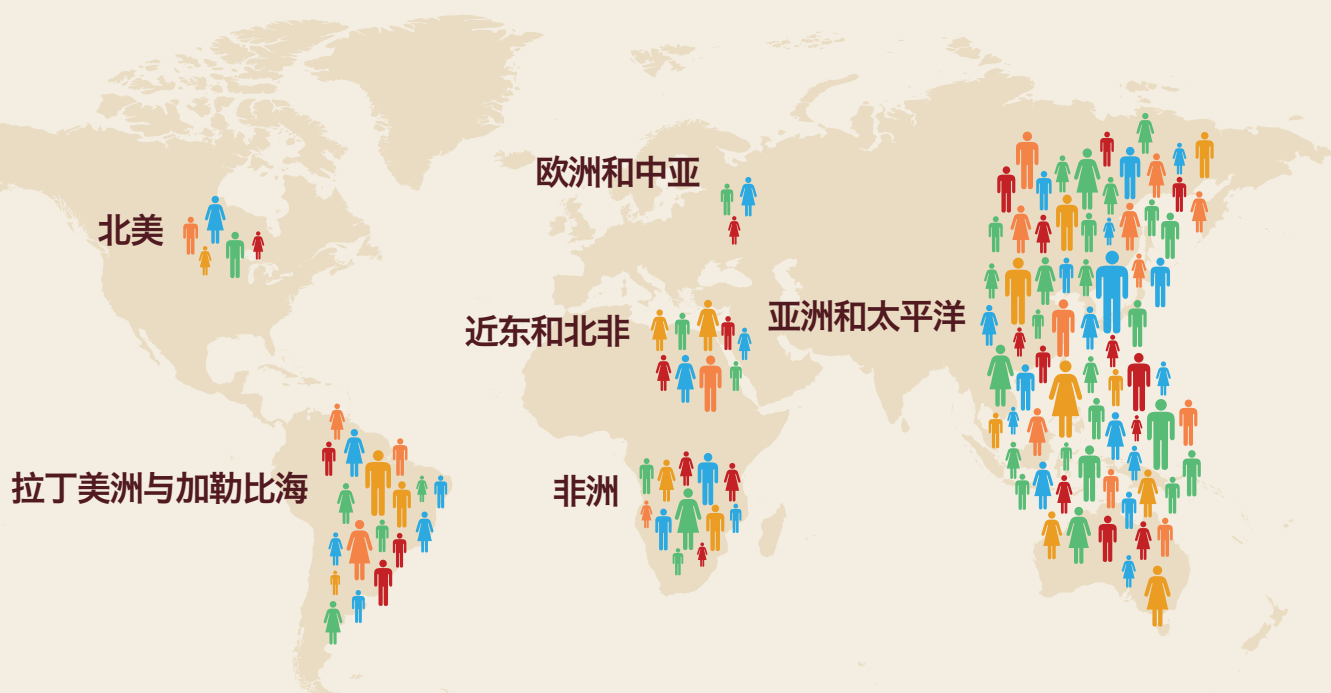 欧洲和中亚
北美
亚洲和太平洋
近东和北非
拉丁美洲与加勒比海
非洲